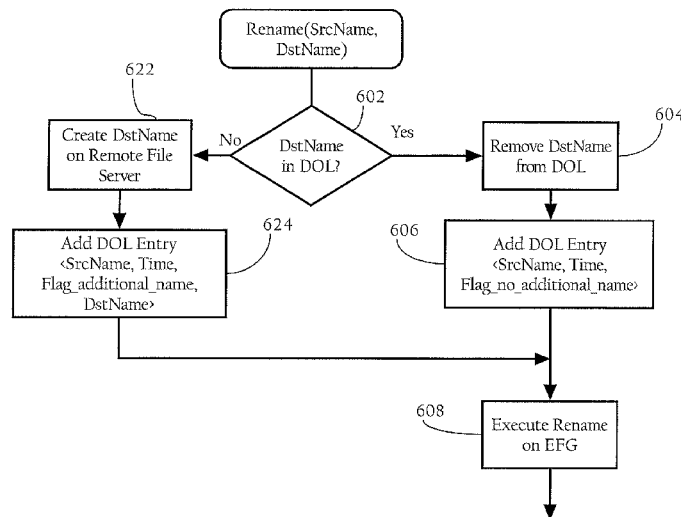 Rename(SrcName,
DstName)
622
602
604
No
Yes
Create DstName
on Remote File
Server
DstName
in DOL?
Remove DstName
from DOL
624
606
Add DOL Entry
‹SrcName, Time,
Flag_additional_name,
DstName›
Add DOL Entry
‹SrcName, Time,
Flag_no_additional_name›
608
Execute Rename
on EFG